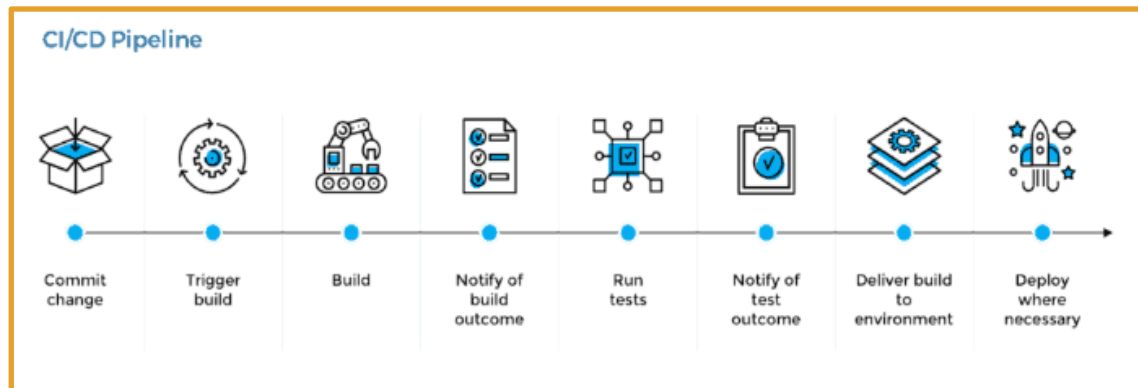 CI/CD Pipeline
Commit
change
Trigger
build
Build
Notify of
build
outcome
Run
tests
Notify of
test
outcome
Deliver build
to
environment
Deploy
where
necessary